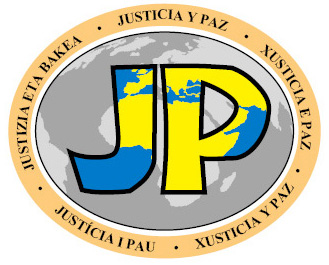 JUSTICIA Y PAZ
XUSTICIA E PAZ
XUSTICIA Y PAZ
JUSTÍCIA I PAU
JUSTIZIA ETA BAKEA
JP